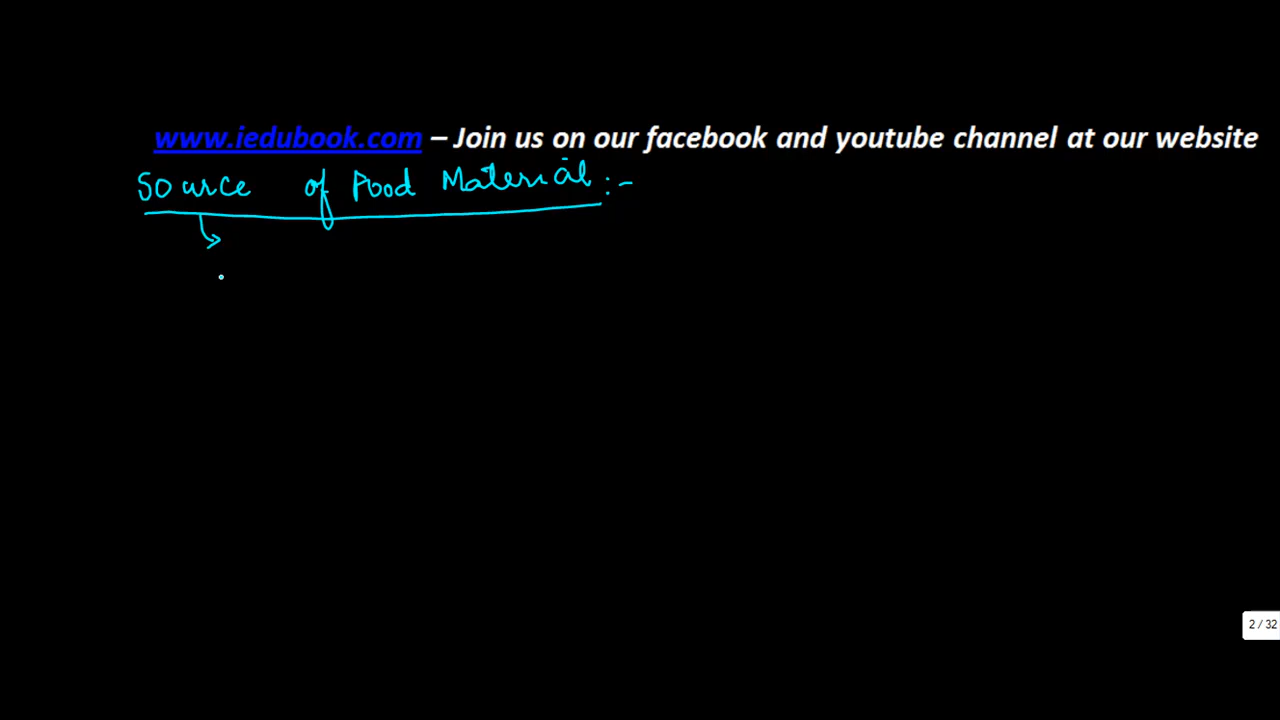 www.iedubook.com – Join us on our facebook and youtube channel at our website
Source of Food Material :-
2 / 32